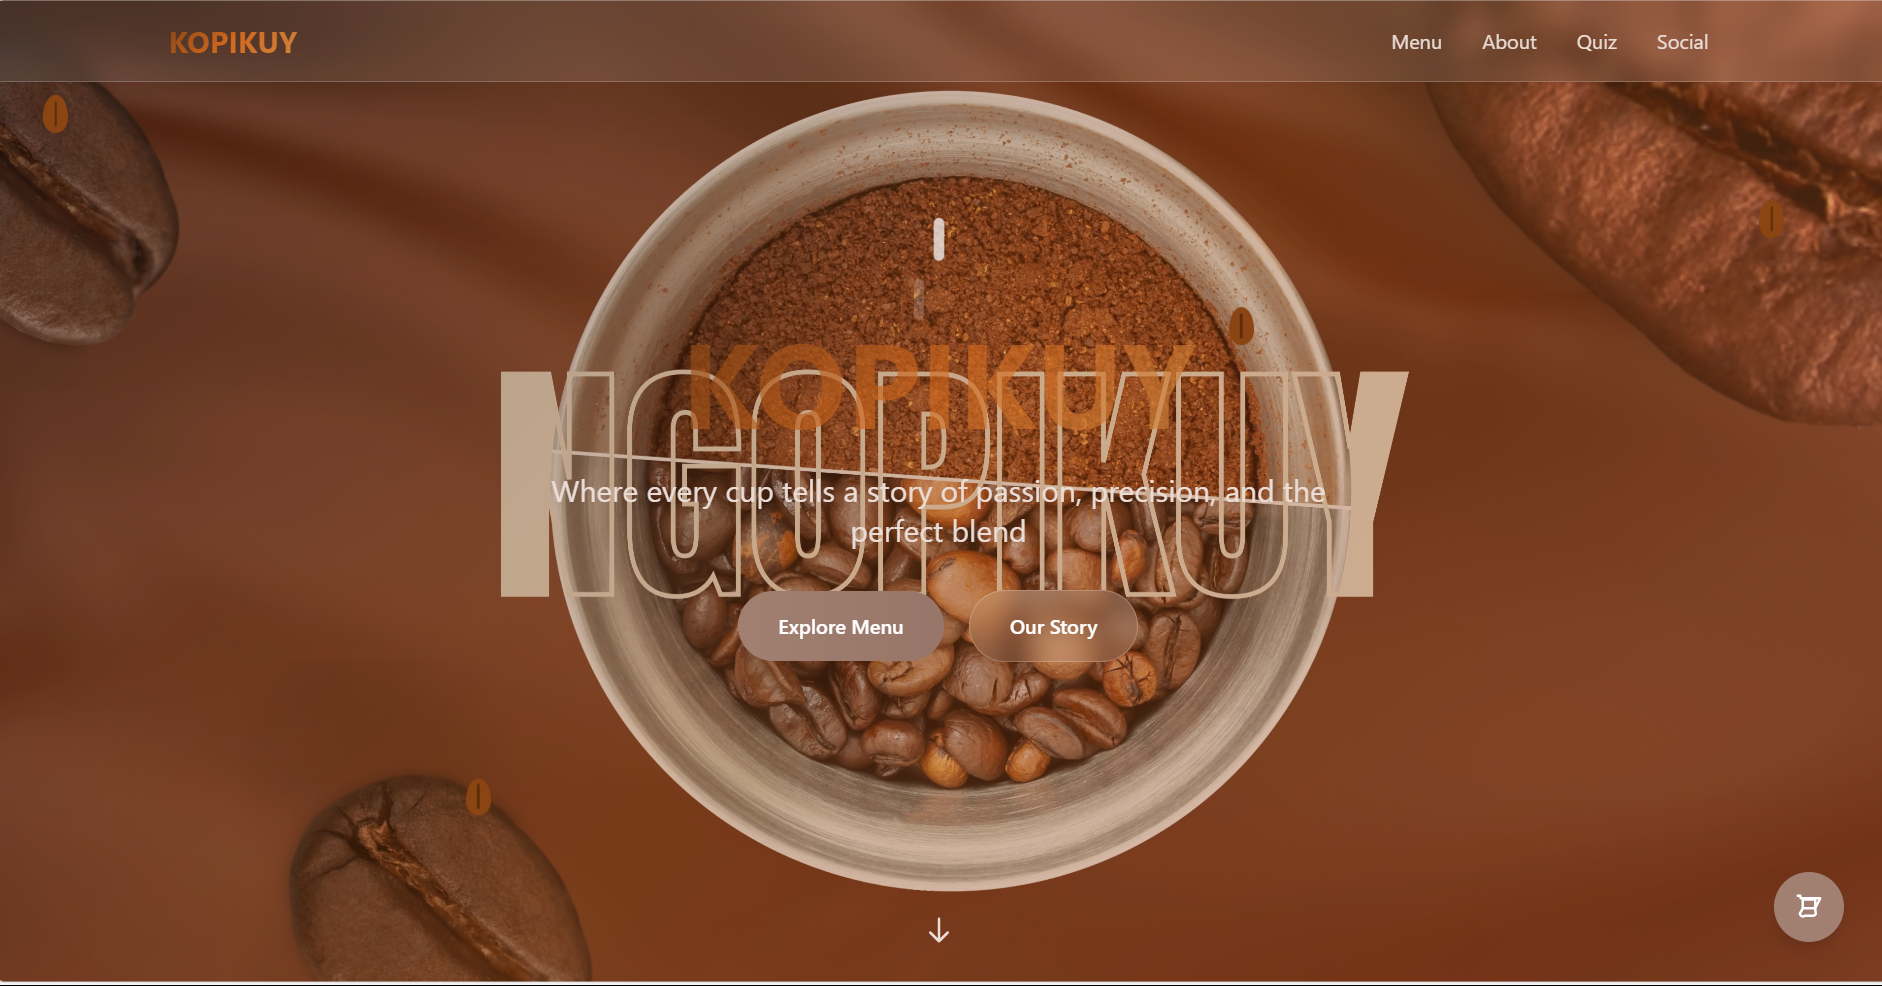 KOPIKUY
Menu
About
Quiz
Social
KOPIKUY
NGOPIKUY
Where every cup tells a story of passion, precision, and the
perfect blend
Explore Menu
Our Story